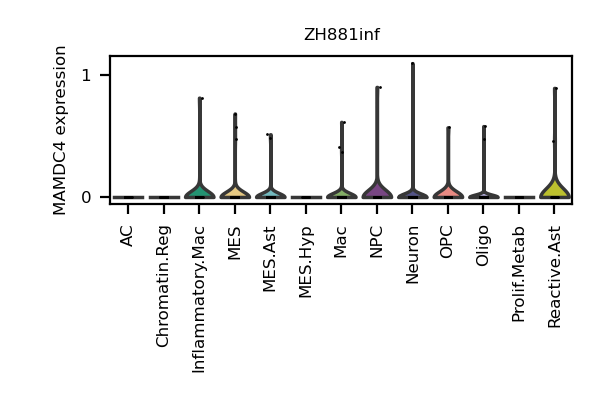 ZH881inf
MAMDC4 expression
1
0
AC
Chromatin.Reg
Inflammatory.Mac
MES
MES.Ast
MES.Hyp
Mac
NPC
Neuron
OPC
Oligo
Prolif.Metab
Reactive.Ast